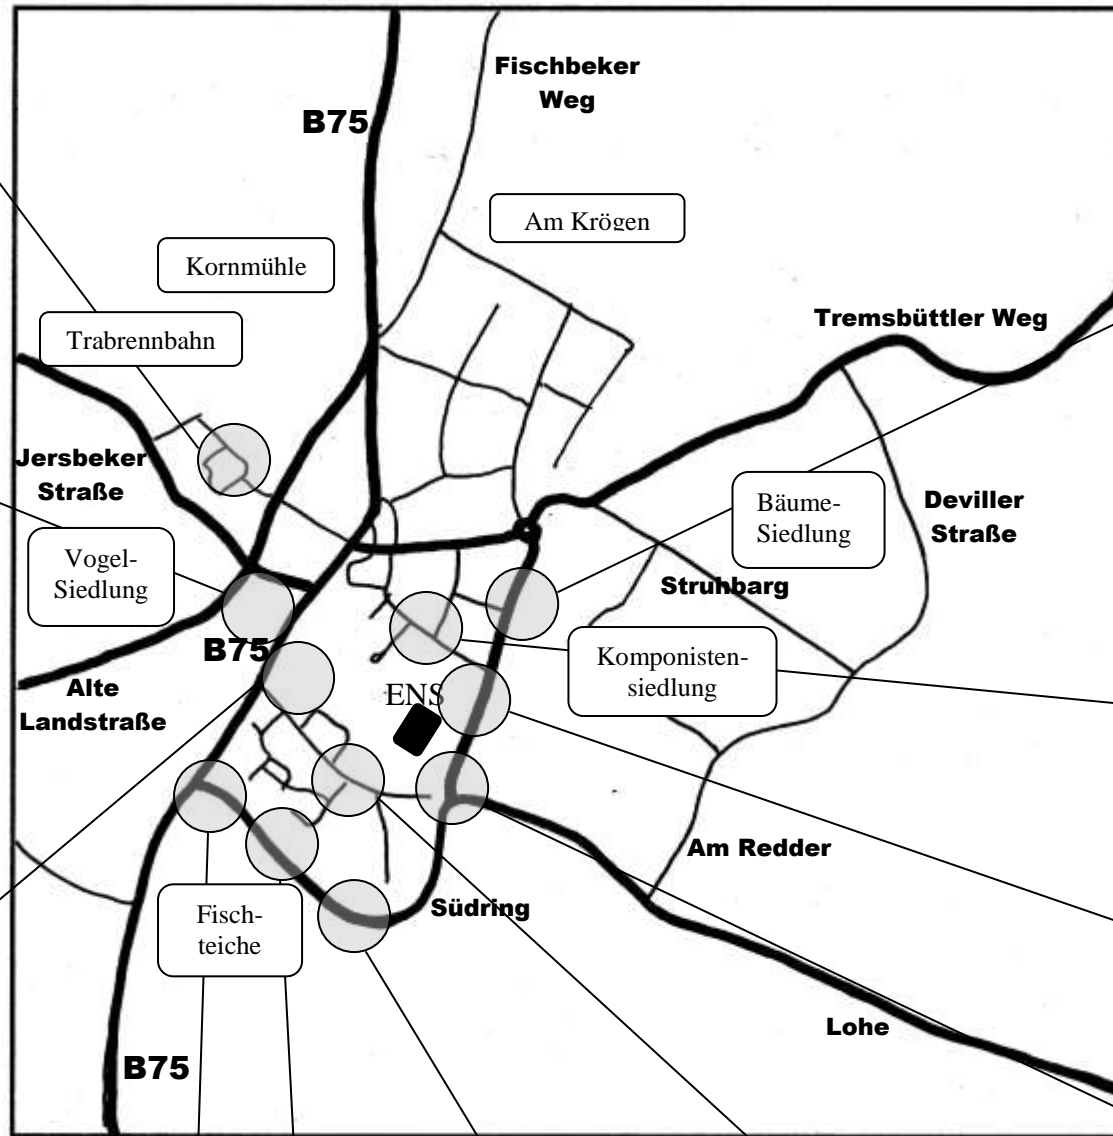 Fischbeker
Weg
B75
Am Krögen
Kornmühle
Trabrennbahn
Tremsbüttler Weg
Jersbeker
Straße
Bäume-
Siedlung
Deviller
Straße
Vogel-
Siedlung
Struhbarg
B75
Komponisten-
siedlung
Alte
Landstraße
ENS
Am Redder
Südring
Fisch-
teiche
Lohe
B75